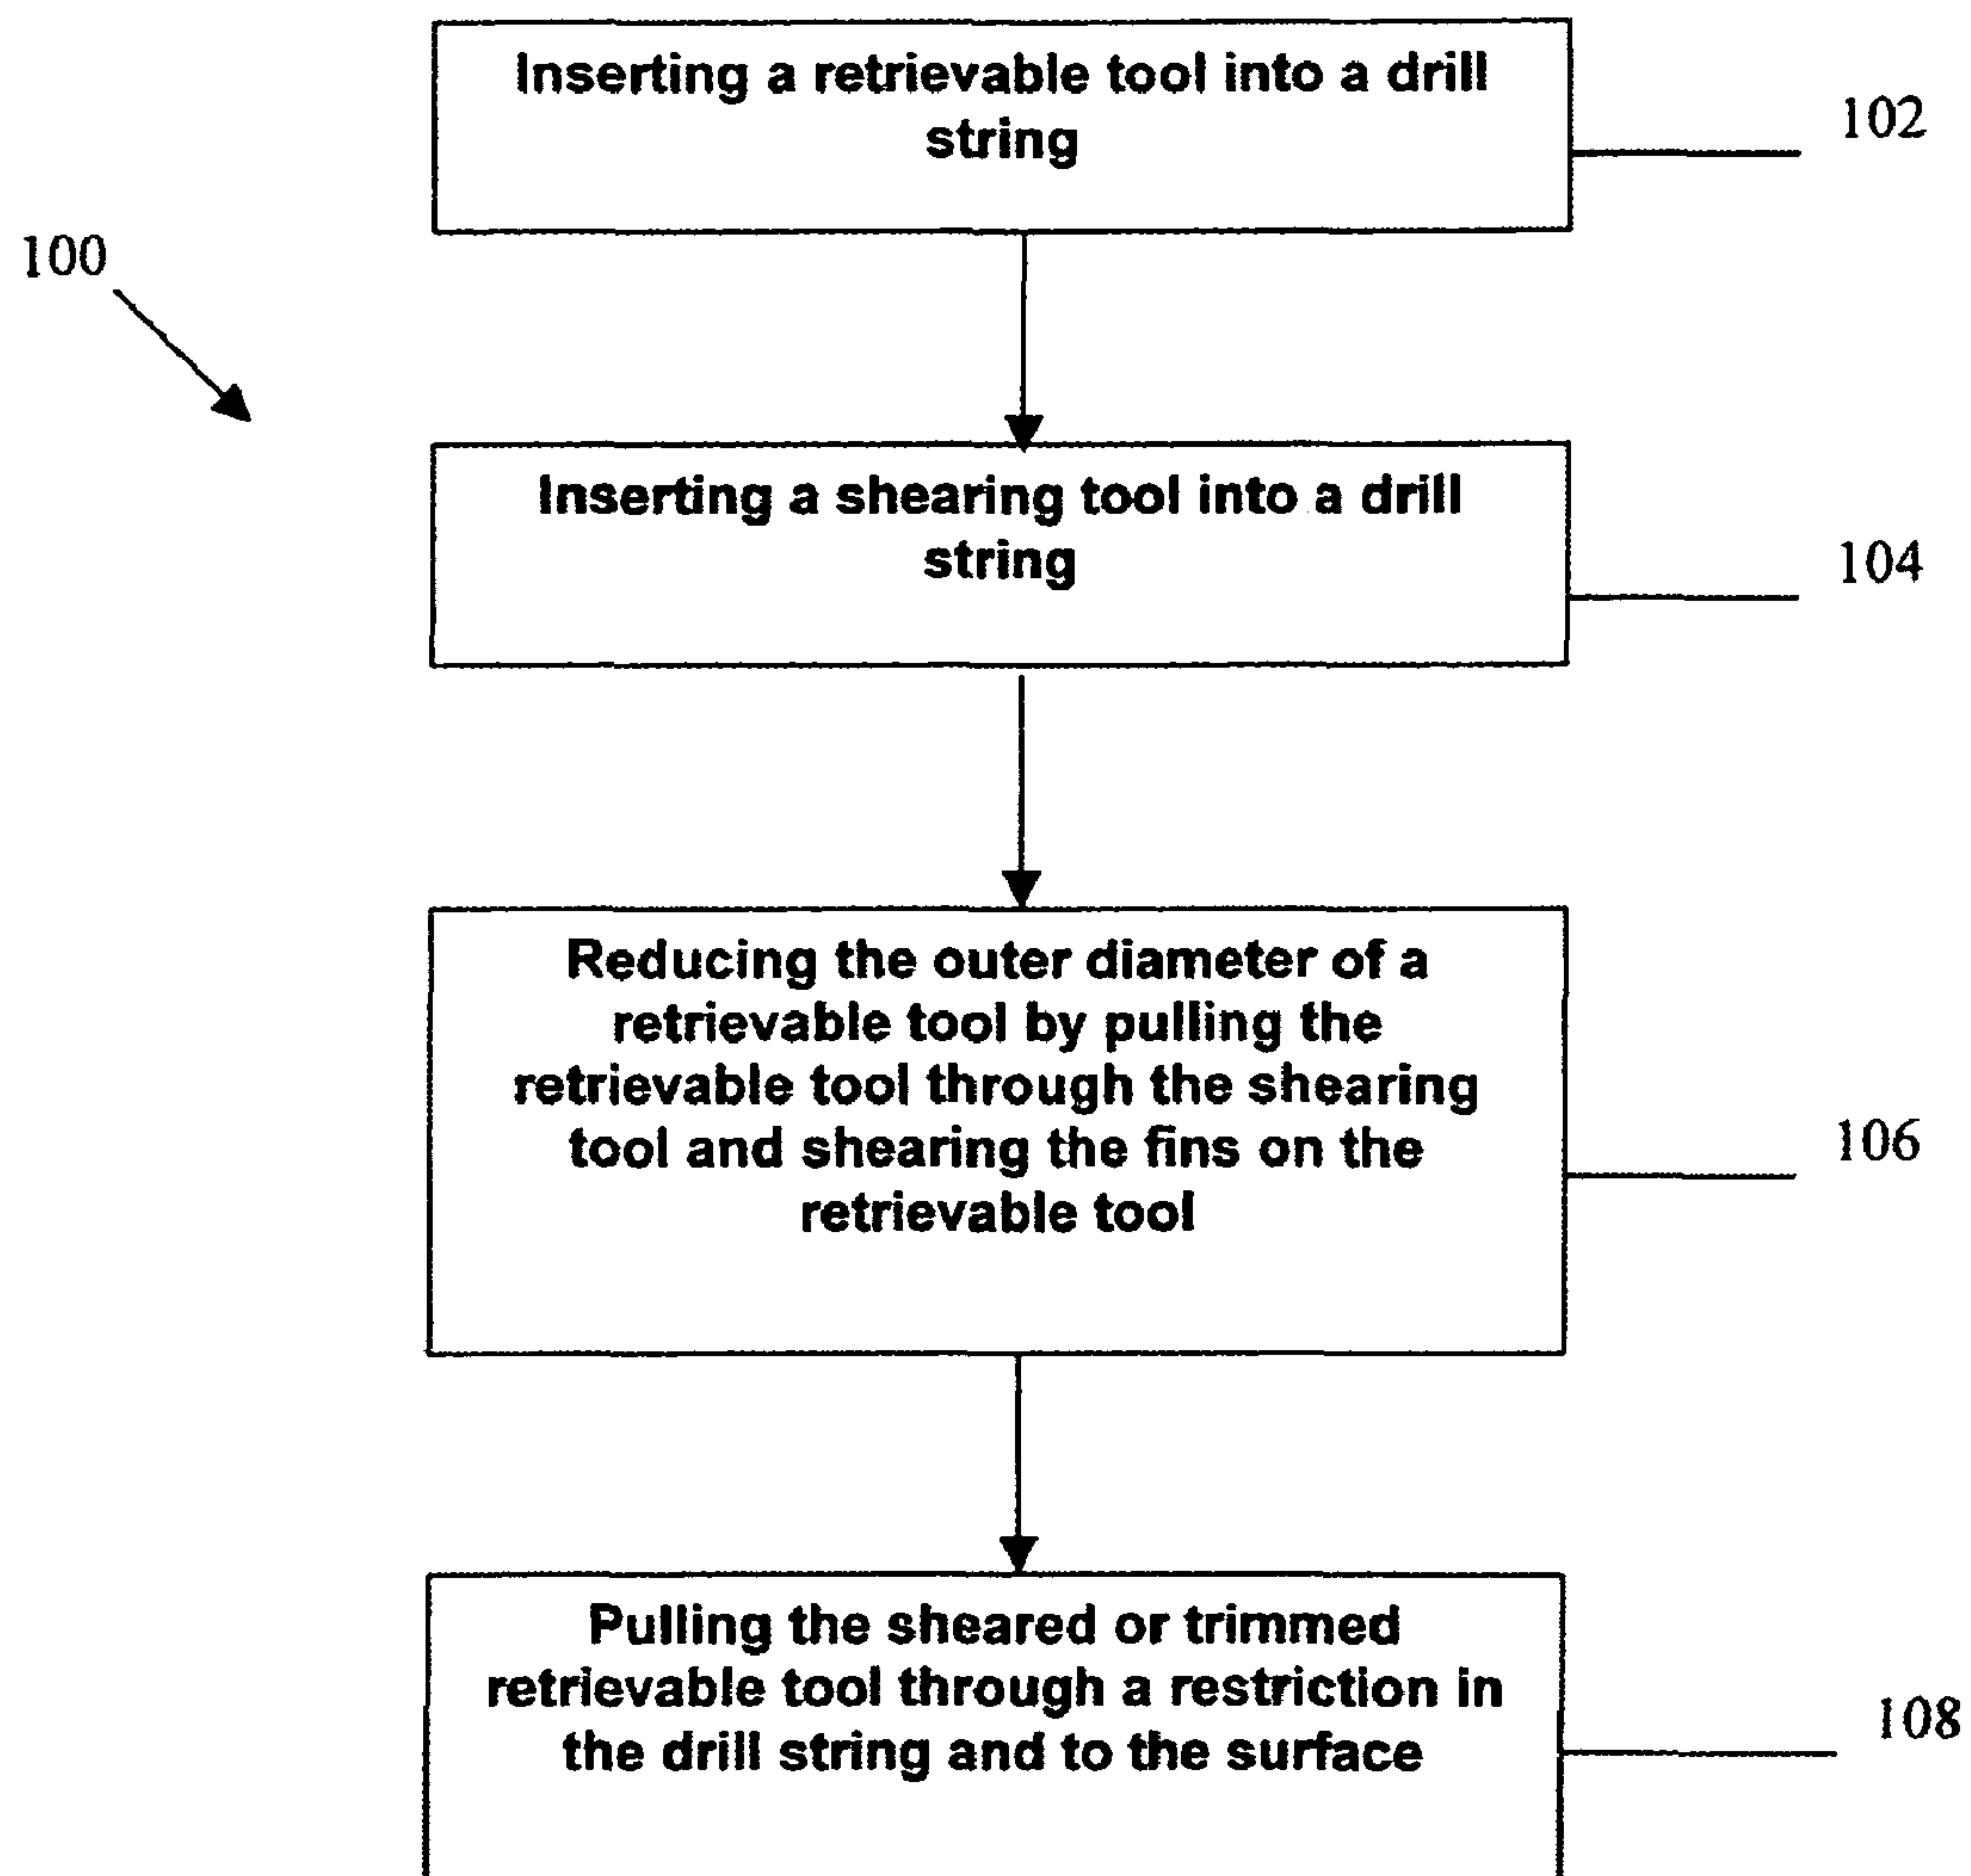 Inserting a retrievable tool into a drill
string
102
100
Inserting a shearing tool into a drill
string
104
Reducing the outer diameter of a
retrievable tool by pulling the
retrievable tool through the shearing
tool and shearing the fins on the
retrievable tool
106
Pulling the sheared or trimmed
retrievable tool through a restriction in
the drill string and to the surface
108